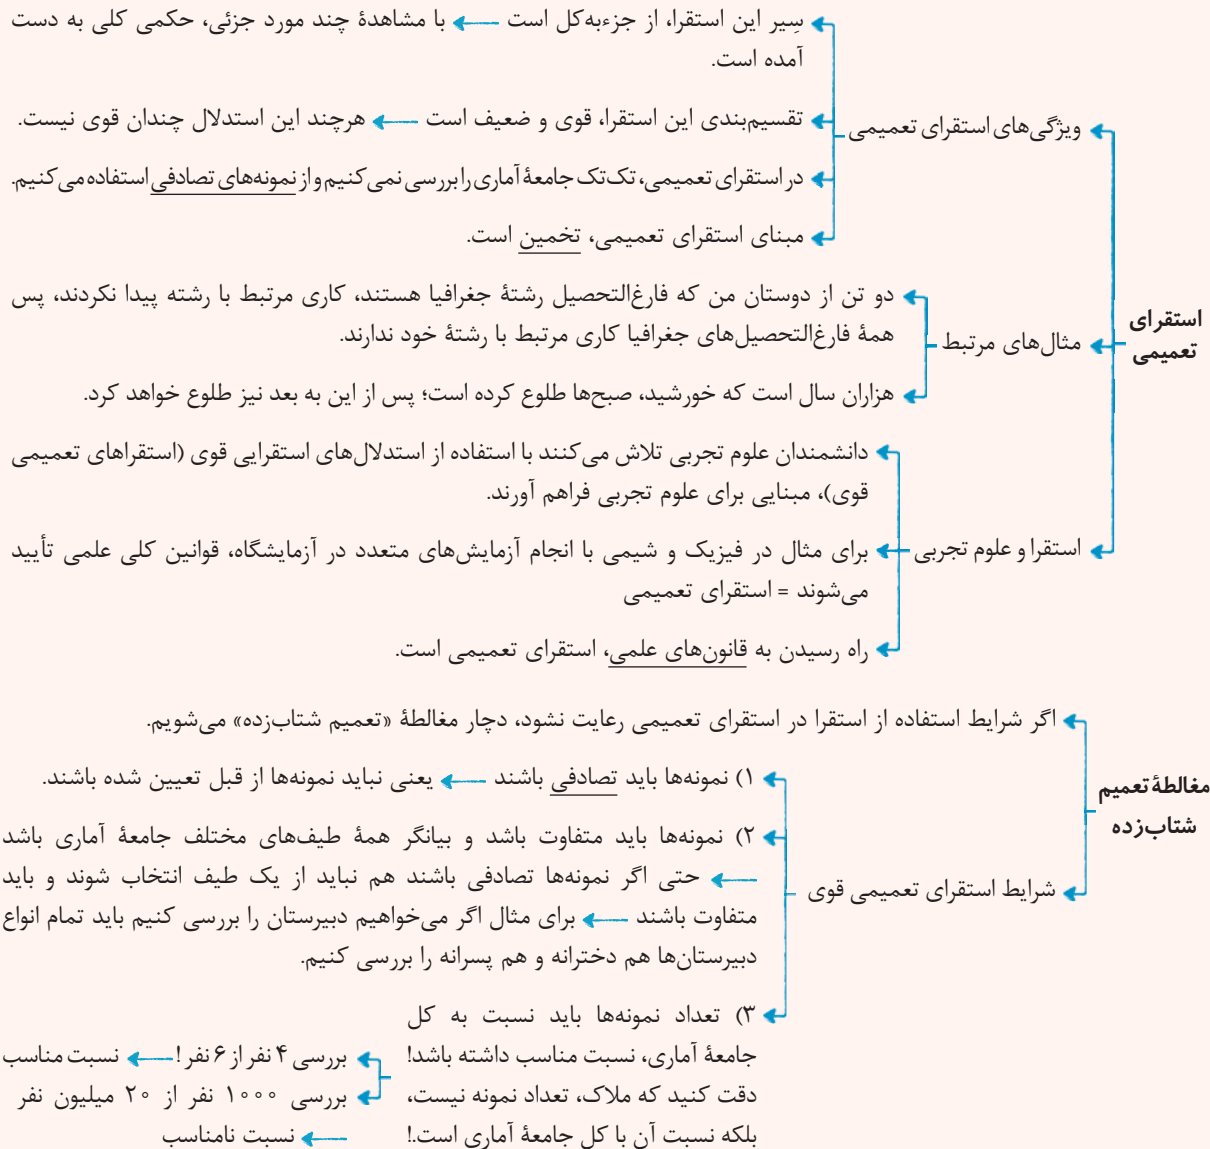 استقرای
تعمیمی
ویژگی‌های استقرای تعمیمی
سِیر این استقرا، از جزءبه‌کل است ← با مشاهدۀ چند مورد جزئی، حکمی کلی به دست
آمده است.
تقسیم‌بندی این استقرا، قوی و ضعیف است ← هرچند این استدلال چندان قوی نیست.
در استقرای تعمیمی، تک‌تک جامعۀ آماری را بررسی نمی‌کنیم و از نمونه‌های تصادفی استفاده می‌کنیم.
مبنای استقرای تعمیمی، تخمین است.
مثال‌های مرتبط
دو تن از دوستان من که فارغ‌التحصیل رشتۀ جغرافیا هستند، کاری مرتبط با رشته پیدا نکردند، پس
همۀ فارغ‌التحصیل‌های جغرافیا کاری مرتبط با رشتۀ خود ندارند.
هزاران سال است که خورشید، صبح‌ها طلوع کرده است؛ پس از این به بعد نیز طلوع خواهد کرد.
استقرا و علوم تجربی
دانشمندان علوم تجربی تلاش می‌کنند با استفاده از استدلال‌های استقرایی قوی (استقراهای تعمیمی
قوی)، مبنایی برای علوم تجربی فراهم آورند.
برای مثال در فیزیک و شیمی با انجام آزمایش‌های متعدد در آزمایشگاه، قوانین کلی علمی تأیید
می‌شوند = استقرای تعمیمی
راه رسیدن به قانون‌های علمی، استقرای تعمیمی است.
مغالطۀ تعمیم
شتاب‌زده
اگر شرایط استفاده از استقرا در استقرای تعمیمی رعایت نشود، دچار مغالطۀ «تعمیم شتاب‌زده» می‌شویم.
شرایط استقرای تعمیمی قوی
۱) نمونه‌ها باید تصادفی باشند ← یعنی نباید نمونه‌ها از قبل تعیین شده باشند.
۲) نمونه‌ها باید متفاوت باشد و بیانگر همۀ طیف‌های مختلف جامعۀ آماری باشد
← حتی اگر نمونه‌ها تصادفی باشند هم نباید از یک طیف انتخاب شوند و باید
متفاوت باشند ← برای مثال اگر می‌خواهیم دبیرستان را بررسی کنیم باید تمام انواع
دبیرستان‌ها هم دخترانه و هم پسرانه را بررسی کنیم.
۳) تعداد نمونه‌ها باید نسبت به کل
جامعۀ آماری، نسبت مناسب داشته باشد!
دقت کنید که ملاک، تعداد نمونه نیست،
بلکه نسبت آن با کل جامعۀ آماری است.!
بررسی ۴ نفر از ۶ نفر! ← نسبت مناسب
بررسی ۱۰۰۰ نفر از ۲۰ میلیون نفر
← نسبت نامناسب